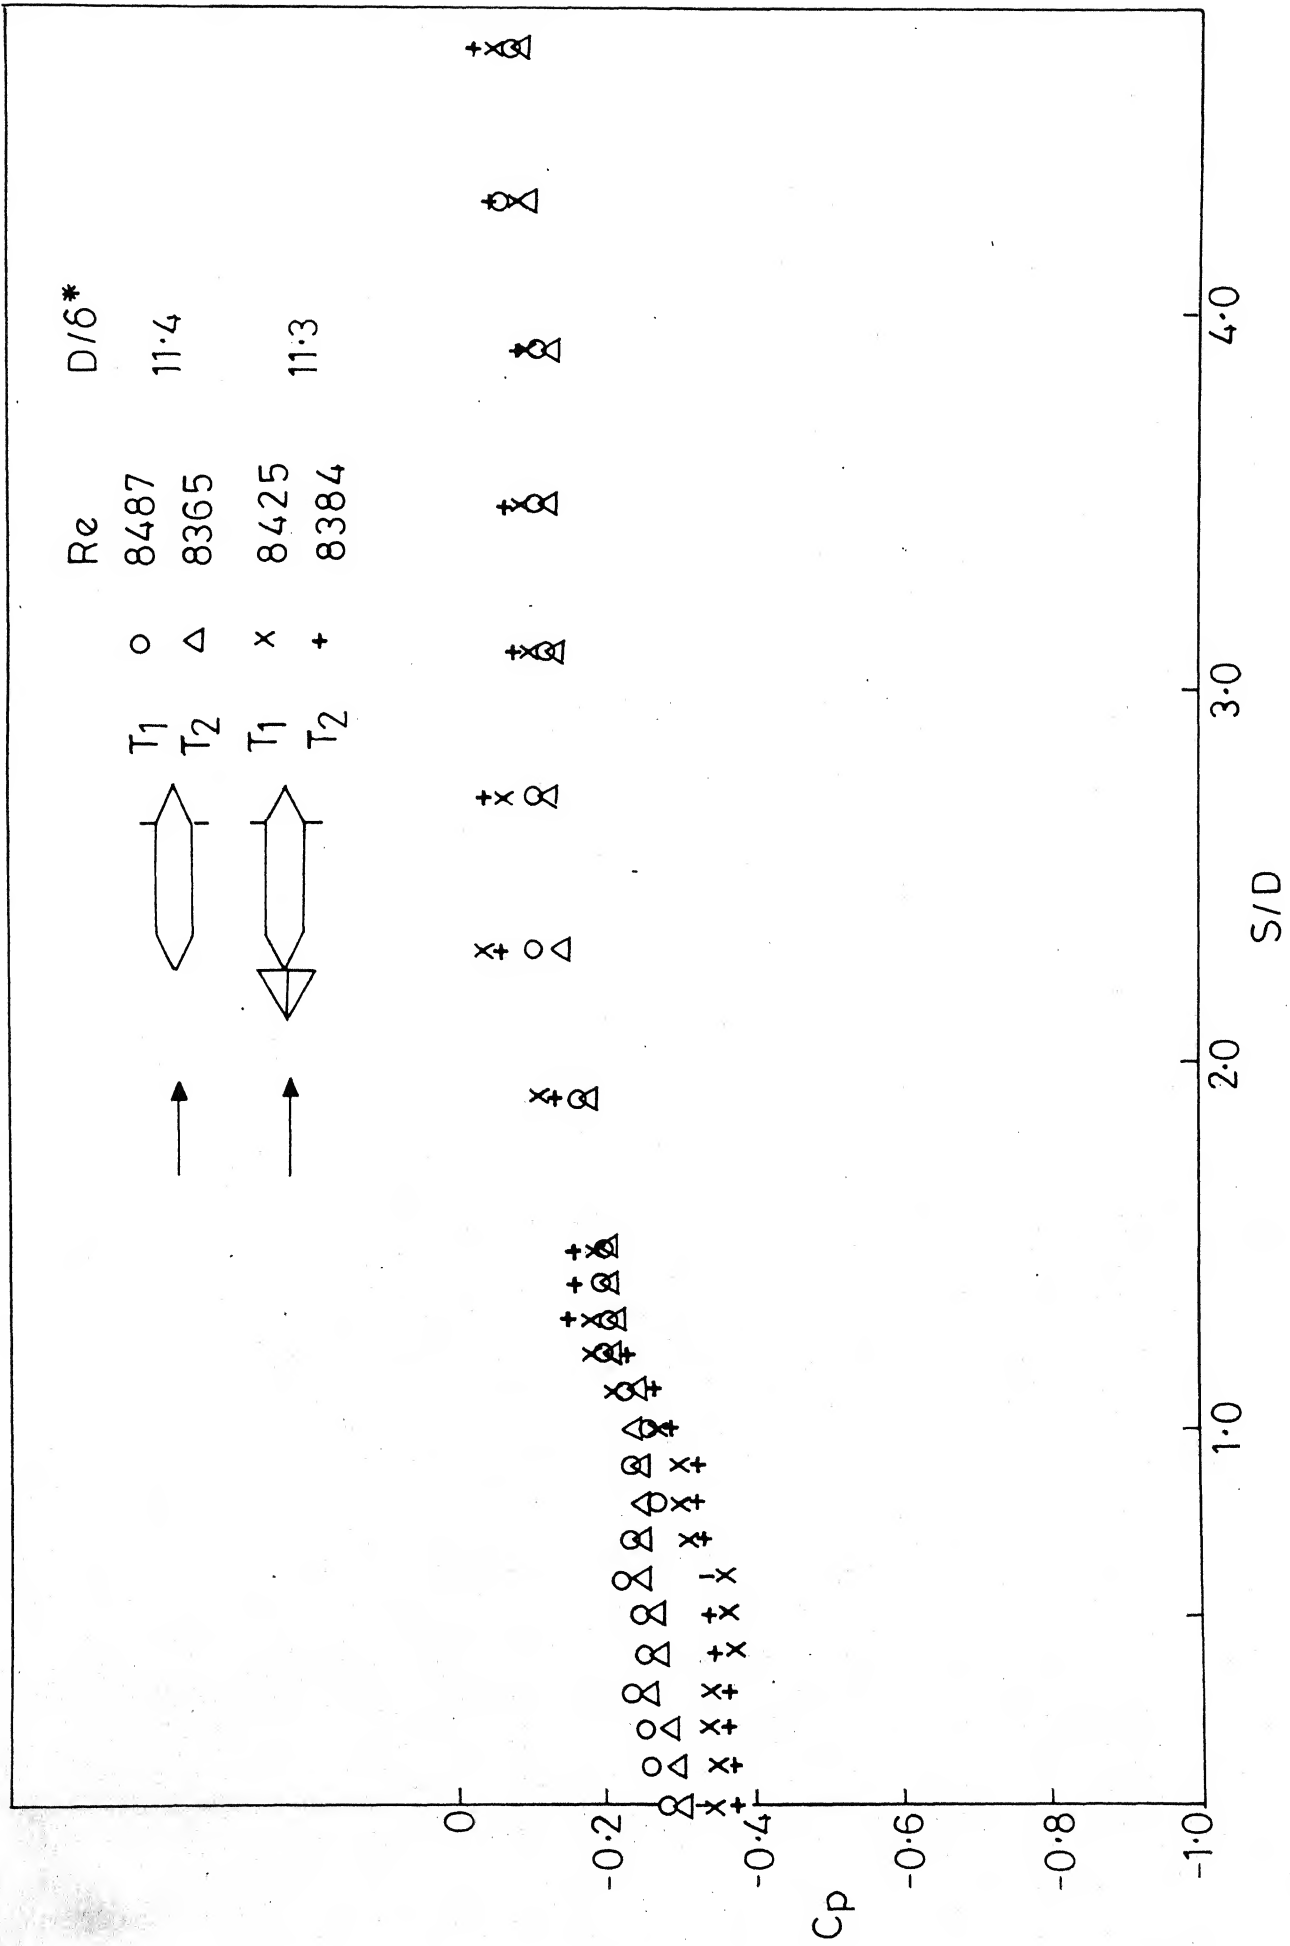 Re D/δ*
T1 o 8487 11·4
T2 Δ 8365
T1 x 8425 11·3
T2 + 8384
0
-0·2
-0·4
-0·6
-0·8
-1·0
Cp
1·0 2·0 3·0 4·0
S/D